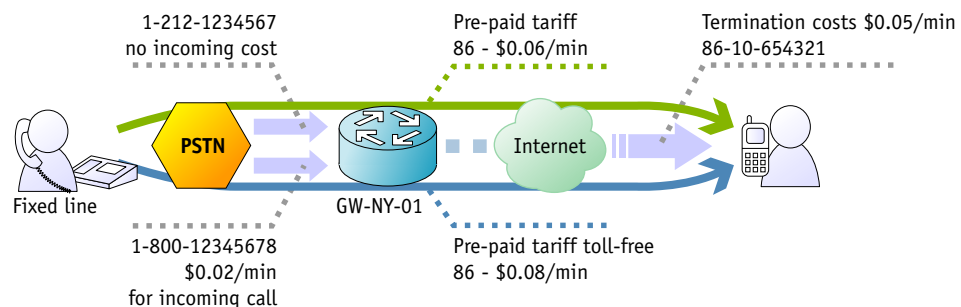 1-212-1234567
no incoming cost
Pre-paid tariff
86 - $0.06/min
Termination costs $0.05/min
86-10-654321
PSTN
Internet
Fixed line
GW-NY-01
1-800-12345678
$0.02/min
for incoming call
Pre-paid tariff toll-free
86 - $0.08/min